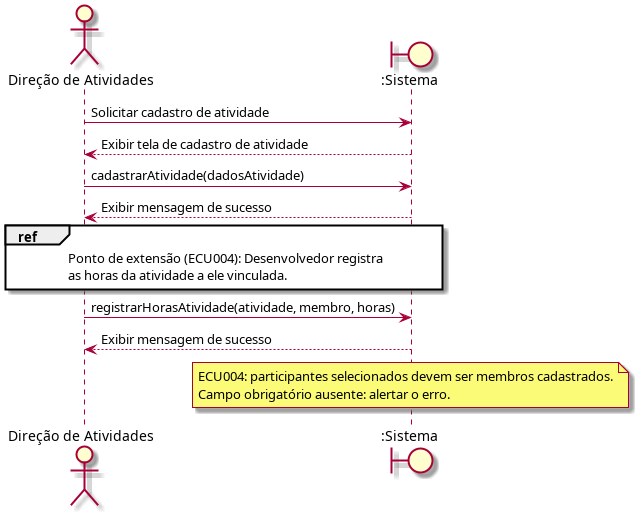 Direção de Atividades
:Sistema
Solicitar cadastro de atividade
Exibir tela de cadastro de atividade
cadastrarAtividade(dadosAtividade)
Exibir mensagem de sucesso
ref
Ponto de extensão (ECU004): Desenvolvedor registra
as horas da atividade a ele vinculada.
registrarHorasAtividade(atividade, membro, horas)
Exibir mensagem de sucesso
ECU004: participantes selecionados devem ser membros cadastrados.
Campo obrigatório ausente: alertar o erro.
Direção de Atividades
:Sistema